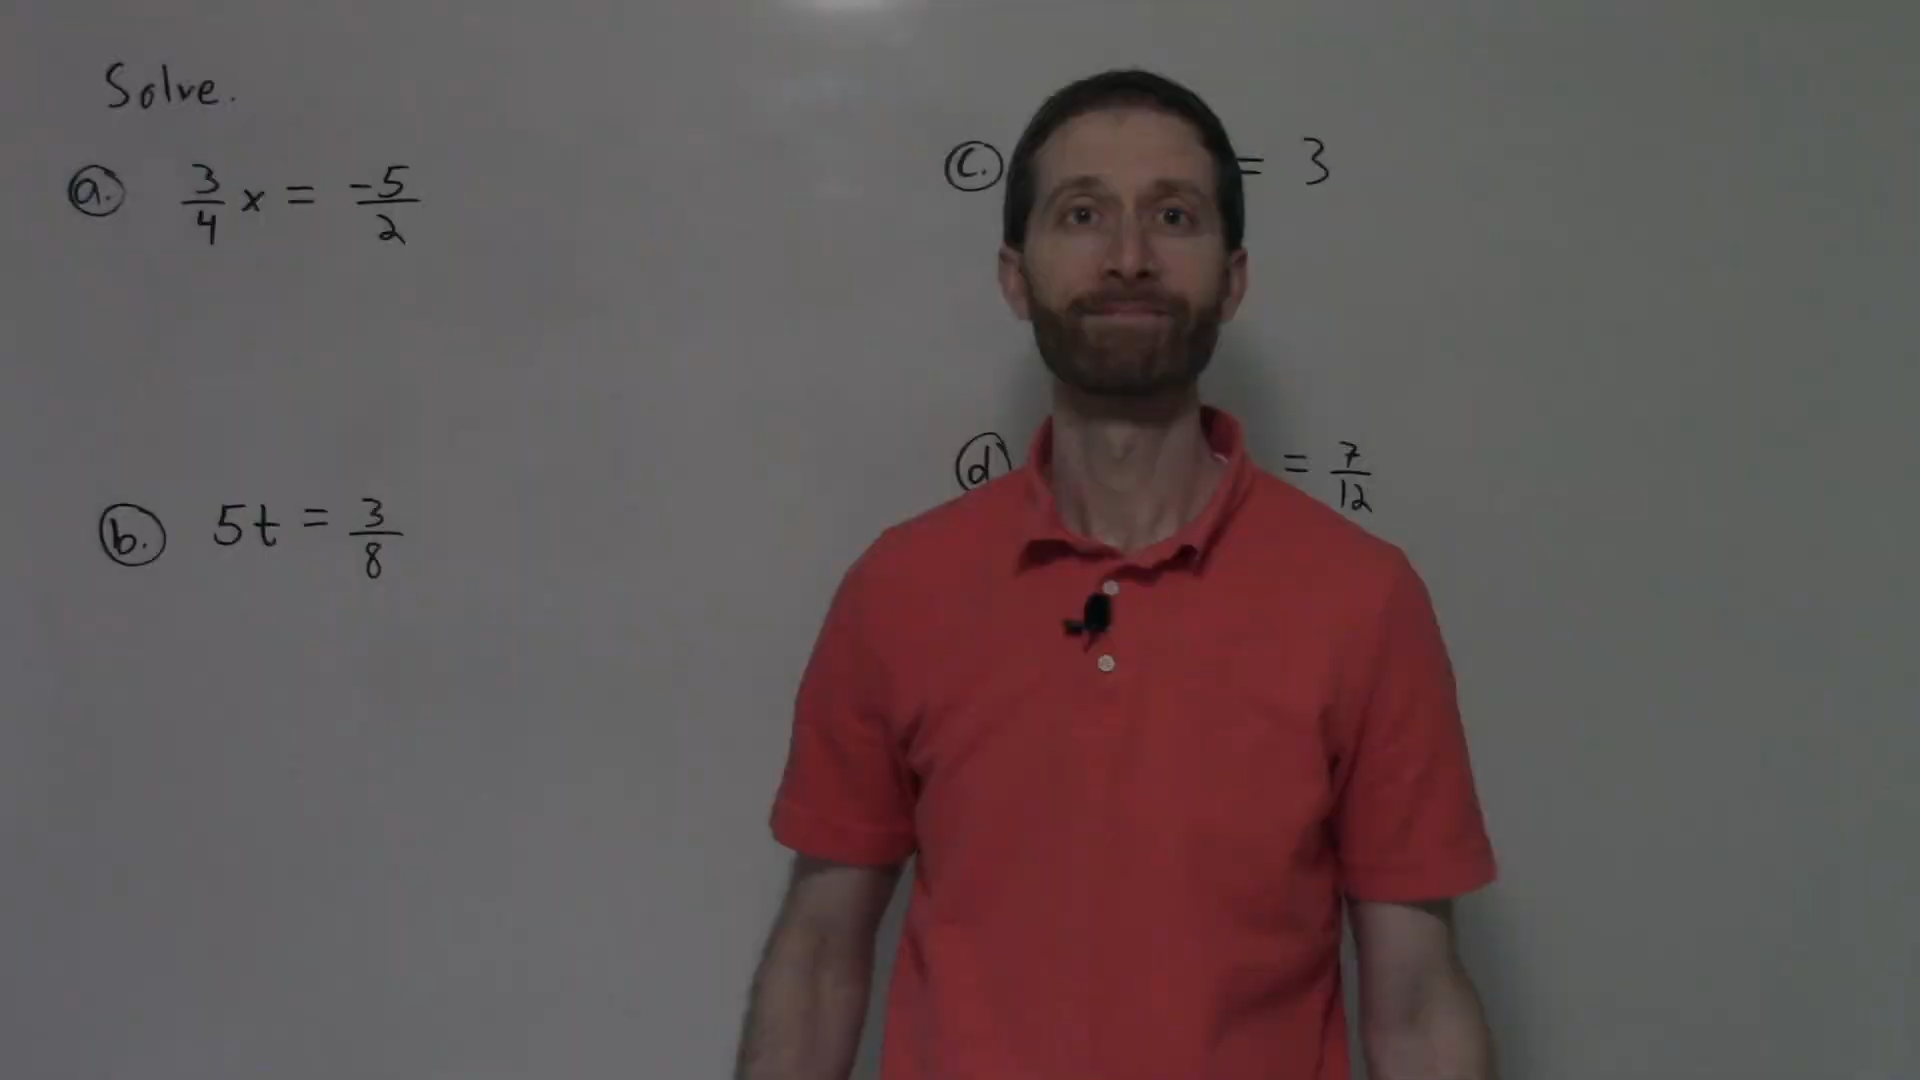 Solve.
a. 3/4 x = -5/2
b. 5t = 3/8
c. = 3
d = 7/12